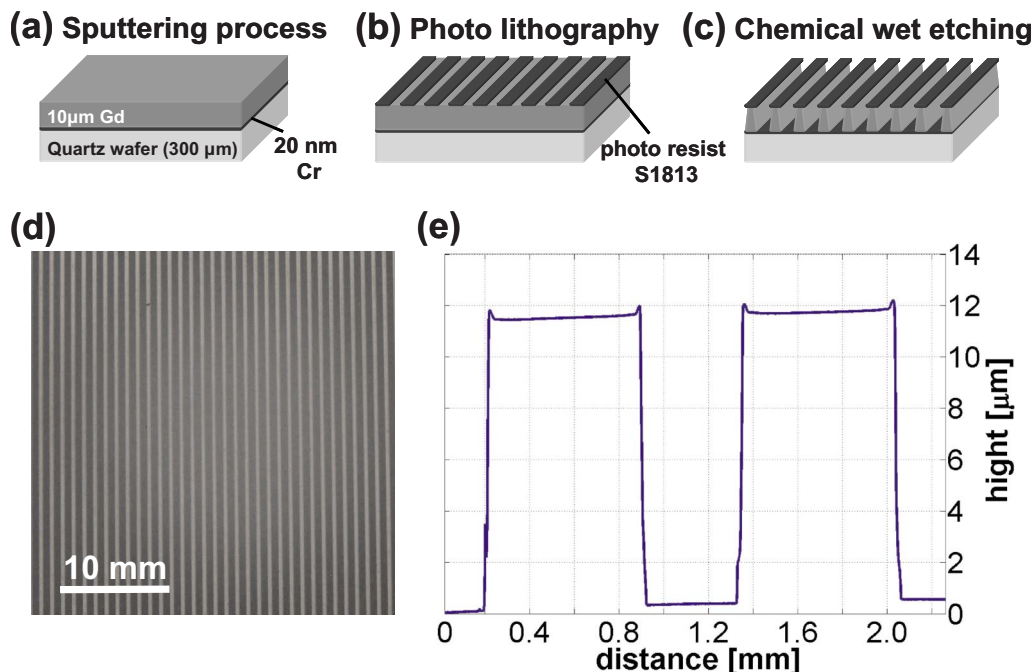 (a) Sputtering process
10µm Gd
Quartz wafer (300 µm)
20 nm
Cr
(b) Photo lithography
photo resist
S1813
(c) Chemical wet etching
(d)
10 mm
(e)
14
12
10
8
6
4
2
0
hight [µm]
0 0.4 0.8 1.2 1.6 2.0
distance [mm]